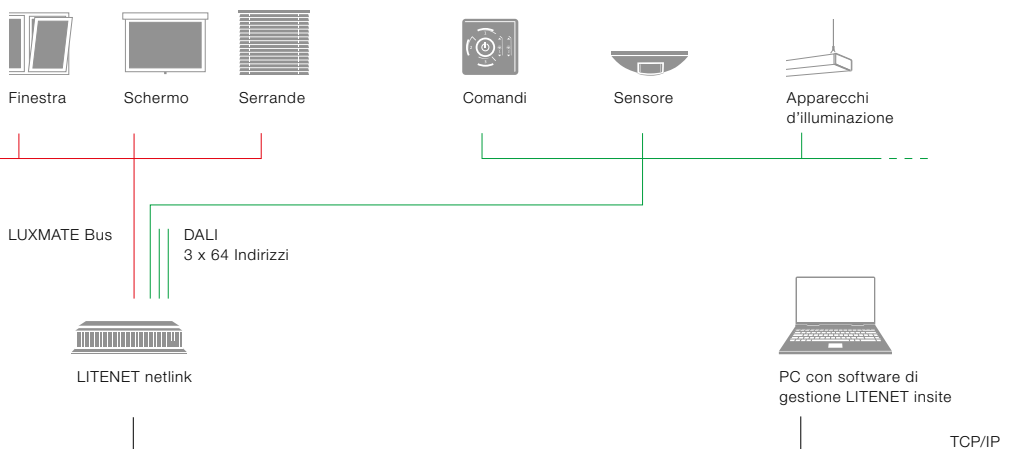 Finestra
Schermo
Serrande
Comandi
Sensore
Apparecchi
d'illuminazione
LUXMATE Bus
DALI
3 x 64 Indirizzi
LITENET netlink
PC con software di
gestione LITENET insite
TCP/IP